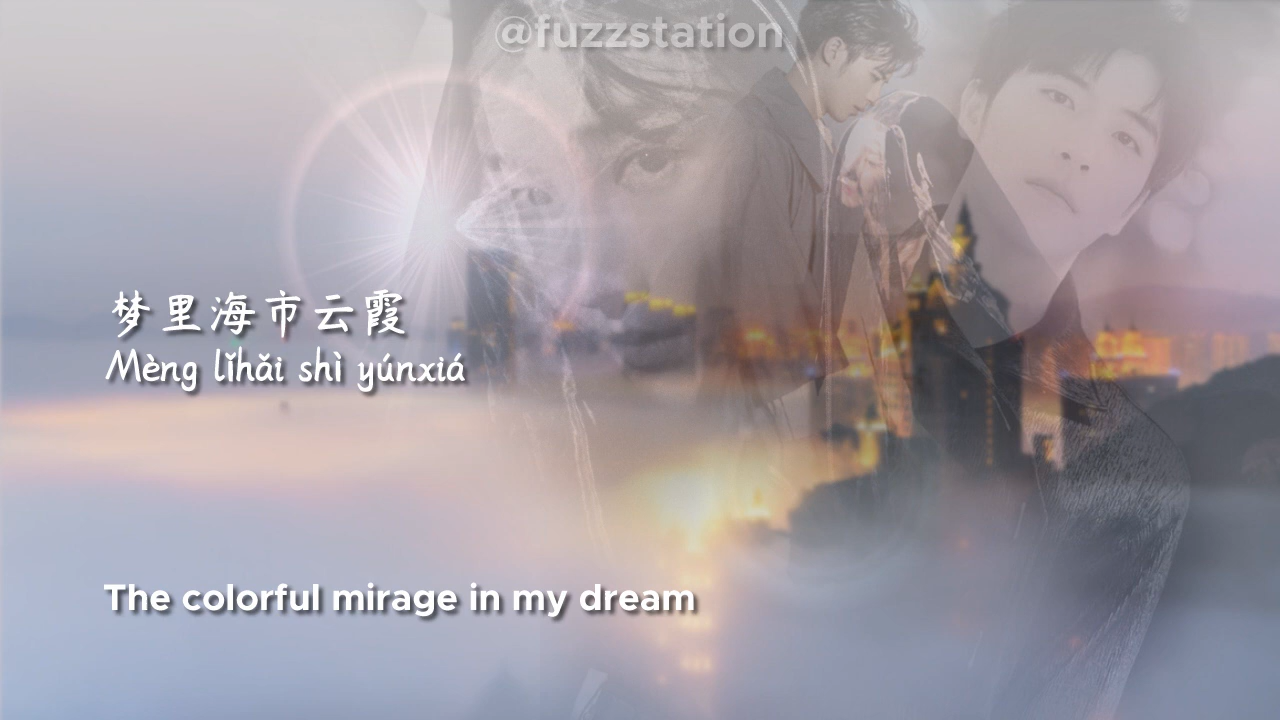 @fuzzstation
梦里海市云霞
Mèng lǐhǎi shì yúnxiá
The colorful mirage in my dream